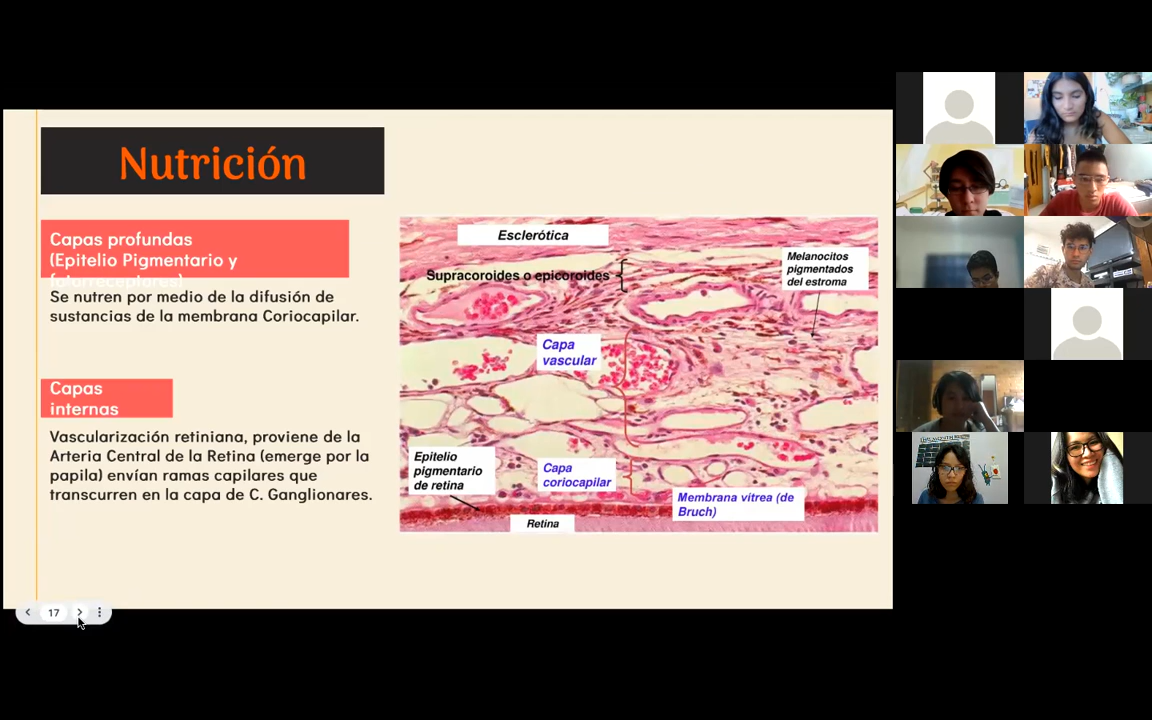 Nutrición
Capas profundas
(Epitelio Pigmentario y
fotorreceptores)
Se nutren por medio de la difusión de
sustancias de la membrana Coriocapilar.
Capas
internas
Vascularización retiniana, proviene de la
Arteria Central de la Retina (emerge por la
papila) envían ramas capilares que
transcurren en la capa de C. Ganglionares.
Esclerótica
Supracoroides o epicoroides
Melanocitos
pigmentados
del estroma
Capa
vascular
Epitelio
pigmentario
de retina
Capa
coriocapilar
Membrana vítrea (de
Bruch)
Retina
17